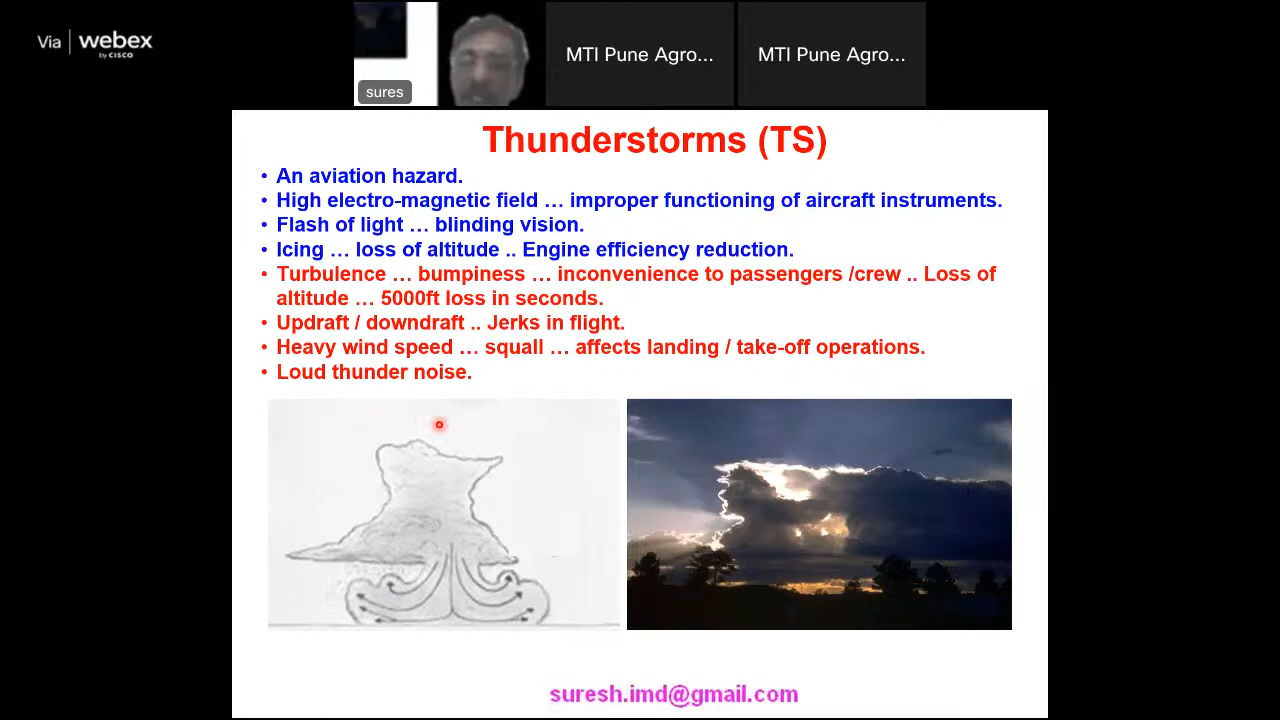 Via webex
by CISCO
sures
MTI Pune Agro...
MTI Pune Agro...
Thunderstorms (TS)
• An aviation hazard.
• High electro-magnetic field … improper functioning of aircraft instruments.
• Flash of light … blinding vision.
• Icing … loss of altitude .. Engine efficiency reduction.
• Turbulence … bumpiness … inconvenience to passengers /crew .. Loss of
altitude … 5000ft loss in seconds.
• Updraft / downdraft .. Jerks in flight.
• Heavy wind speed … squall … affects landing / take-off operations.
• Loud thunder noise.
suresh.imd@gmail.com